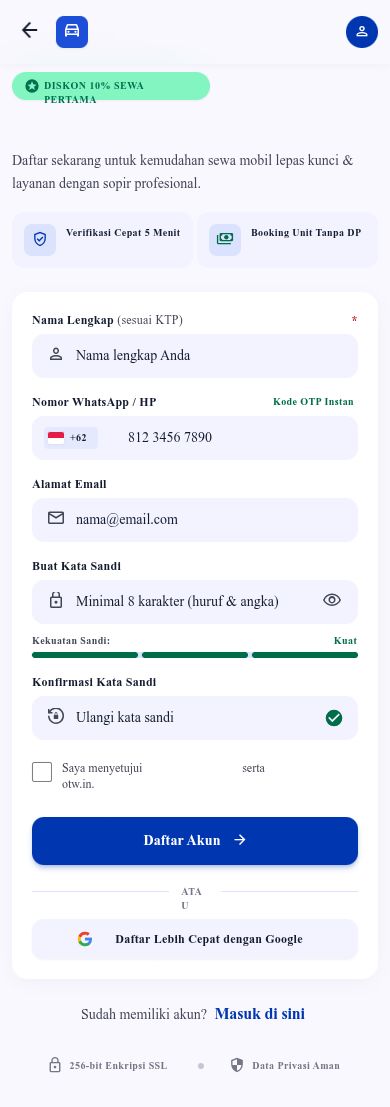 DISKON 10% SEWA
PERTAMA
Daftar sekarang untuk kemudahan sewa mobil lepas kunci &
layanan dengan sopir profesional.
Verifikasi Cepat 5 Menit
Booking Unit Tanpa DP
Nama Lengkap (sesuai KTP) *
Nama lengkap Anda
Nomor WhatsApp / HP Kode OTP Instan
+62 812 3456 7890
Alamat Email
nama@email.com
Buat Kata Sandi
Minimal 8 karakter (huruf & angka)
Kekuatan Sandi: Kuat
Konfirmasi Kata Sandi
Ulangi kata sandi
Saya menyetujui serta
otw.in.
Daftar Akun
ATA
U
Daftar Lebih Cepat dengan Google
Sudah memiliki akun? Masuk di sini
256-bit Enkripsi SSL
Data Privasi Aman